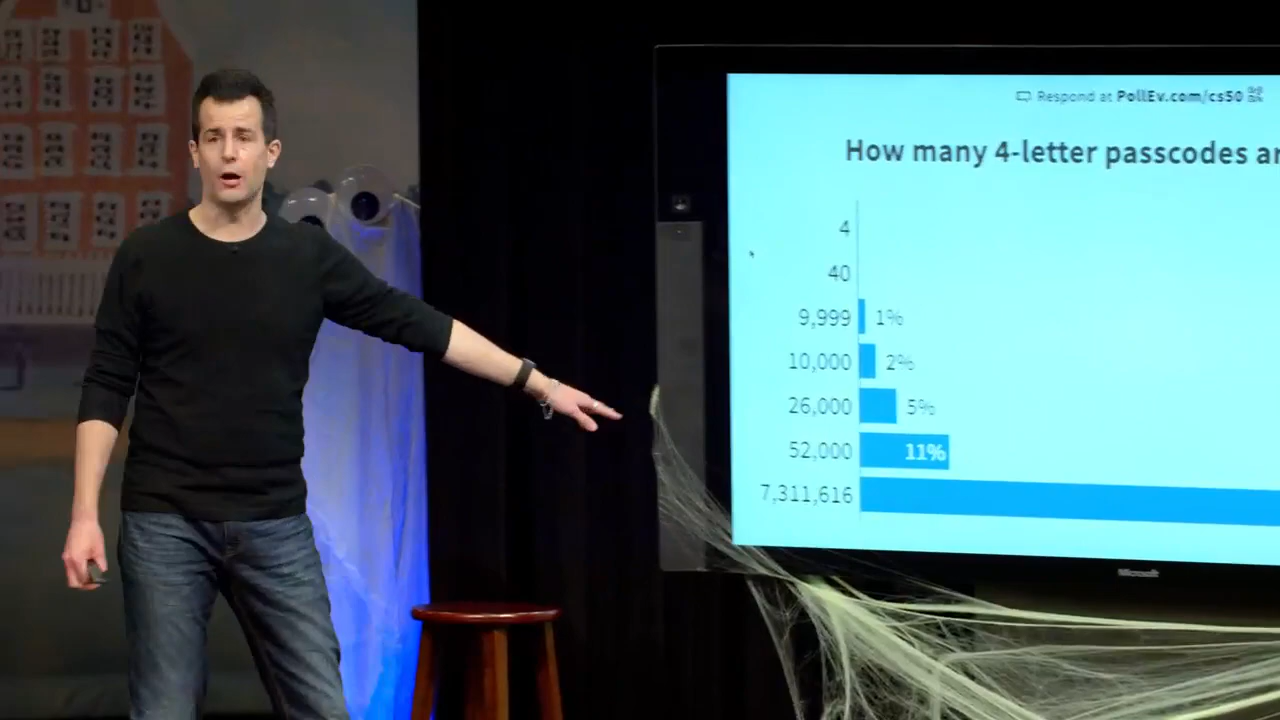 Respond at PollEv.com/cs50
How many 4-letter passcodes
4
40
9,999 1%
10,000 2%
26,000 5%
52,000 11%
7,311,616
Microsoft